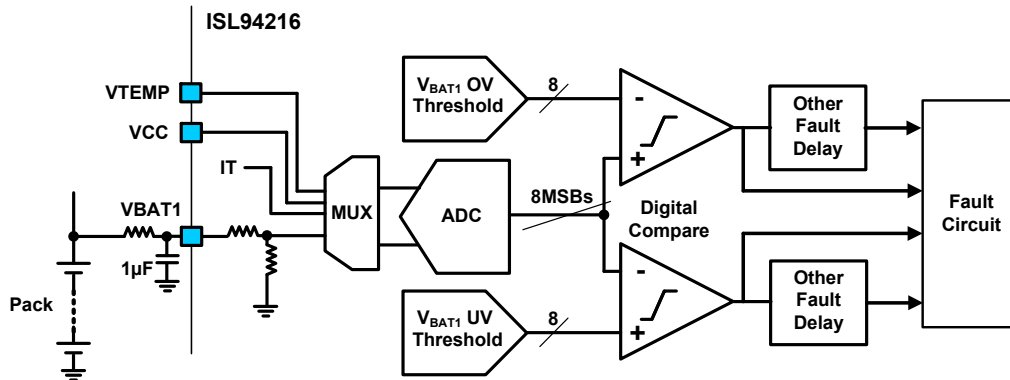 ISL94216
VTEMP
VCC
IT
VBAT1
1µF
Pack
MUX
ADC
8MSBs
VBAT1 OV
Threshold
8
-
+
Digital
Compare
VBAT1 UV
Threshold
8
-
+
Other
Fault
Delay
Other
Fault
Delay
Fault
Circuit